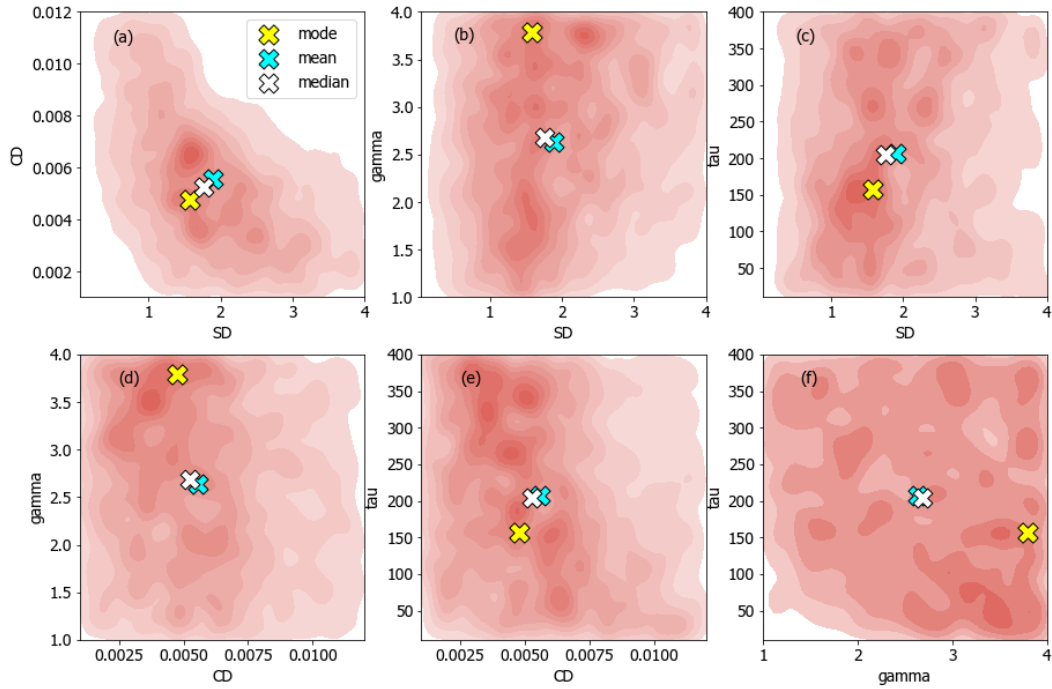 0.012
0.010
0.008
0.006
0.004
0.002
CD
(a)
mode
mean
median
1 2 3 4
SD
4.0
3.5
3.0
2.5
2.0
1.5
1.0
gamma
(b)
1 2 3 4
SD
400
350
300
250
200
150
100
50
tau
(c)
1 2 3 4
SD
4.0
3.5
3.0
2.5
2.0
1.5
1.0
gamma
(d)
0.0025 0.0050 0.0075 0.0100
CD
400
350
300
250
200
150
100
50
tau
(e)
0.0025 0.0050 0.0075 0.0100
CD
400
350
300
250
200
150
100
50
tau
(f)
1 2 3 4
gamma